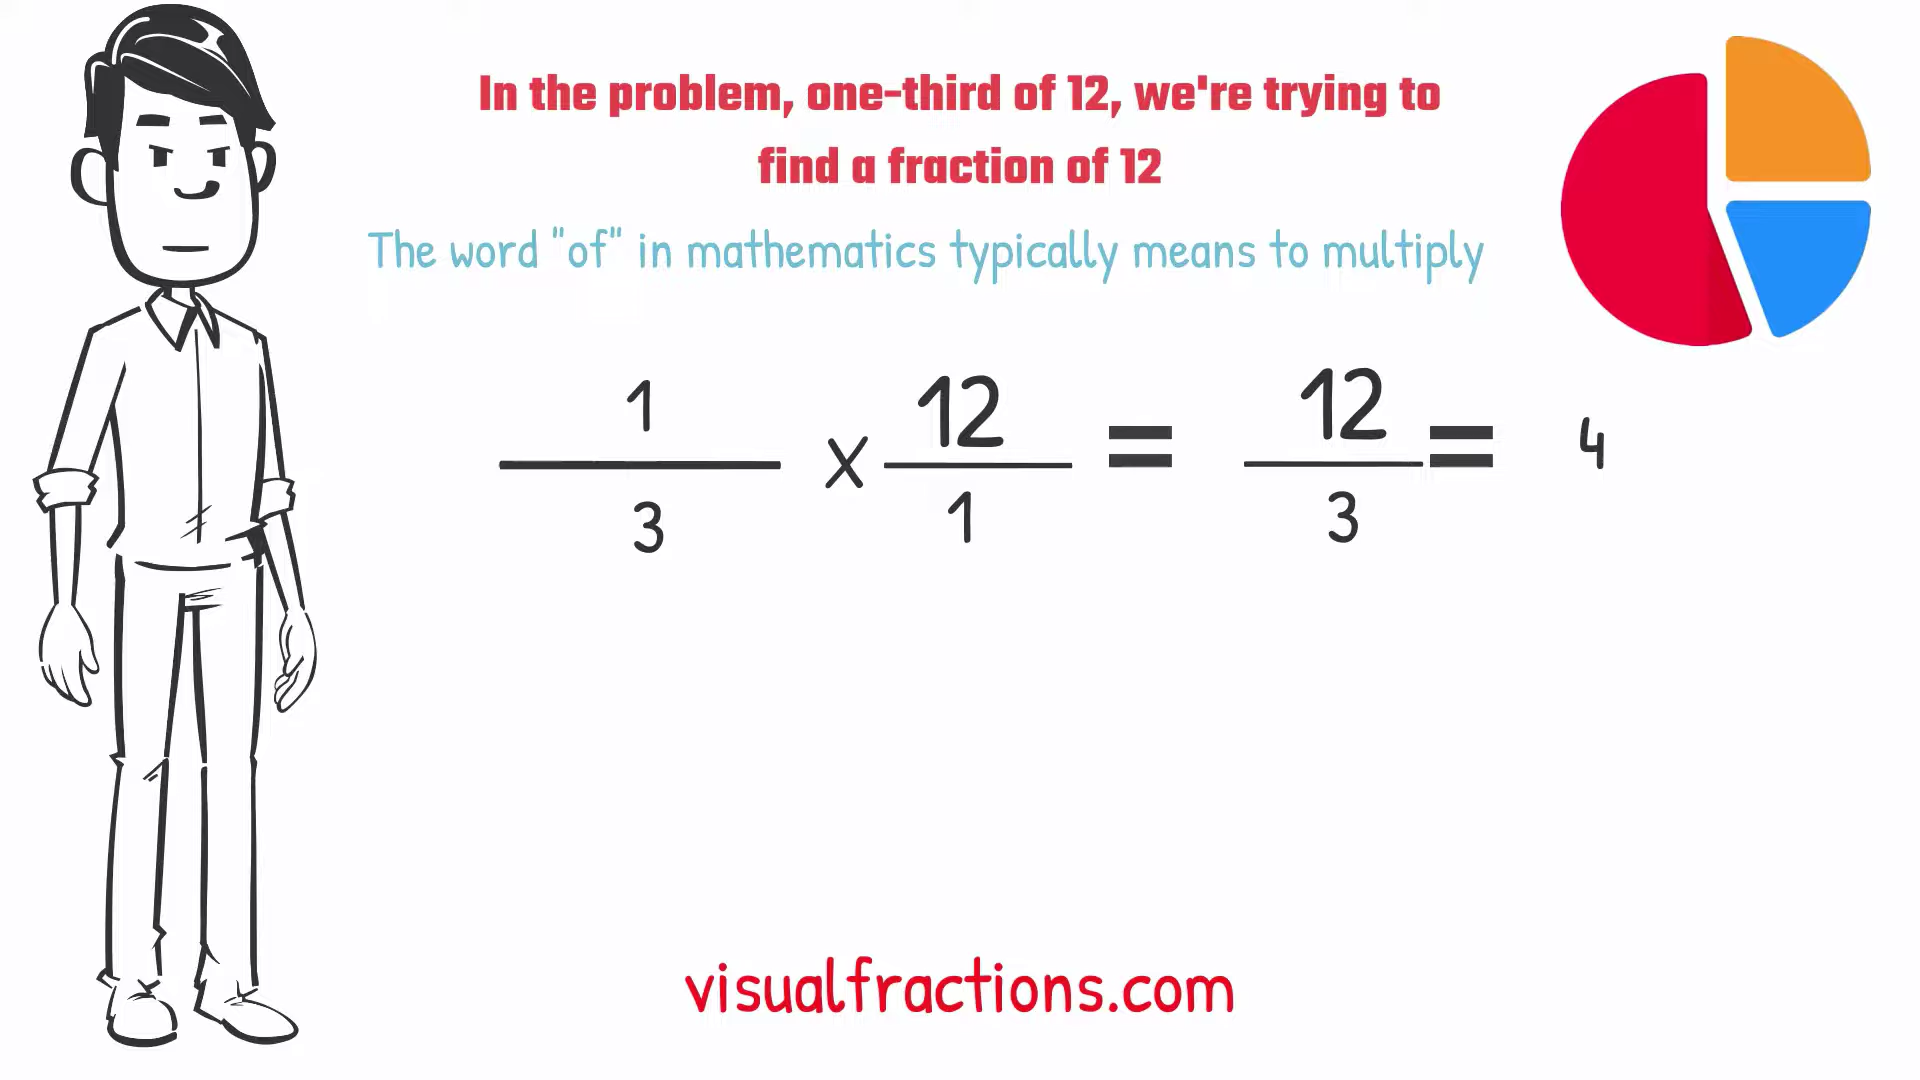 In the problem, one-third of 12, we're trying to
find a fraction of 12
The word "of" in mathematics typically means to multiply
1 12 12
x = = 4
3 1 3
visualfractions.com